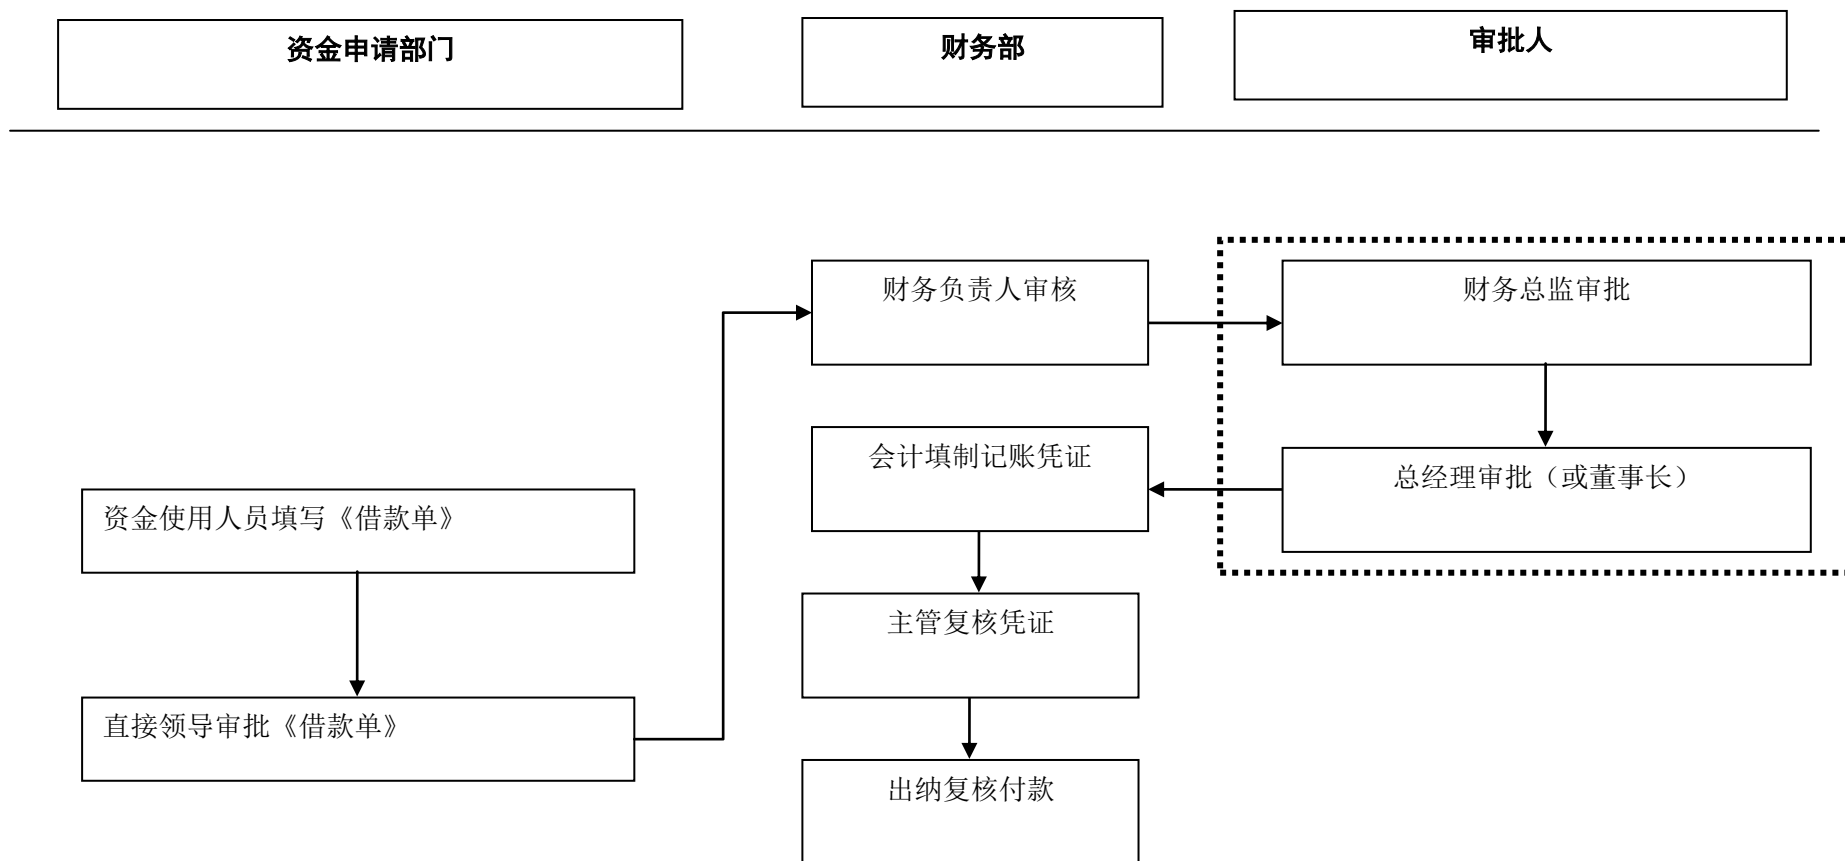 资金申请部门
财务部
审批人
财务负责人审核
财务总监审批
会计填制记账凭证
总经理审批（或董事长）
资金使用人员填写《借款单》
主管复核凭证
直接领导审批《借款单》
出纳复核付款